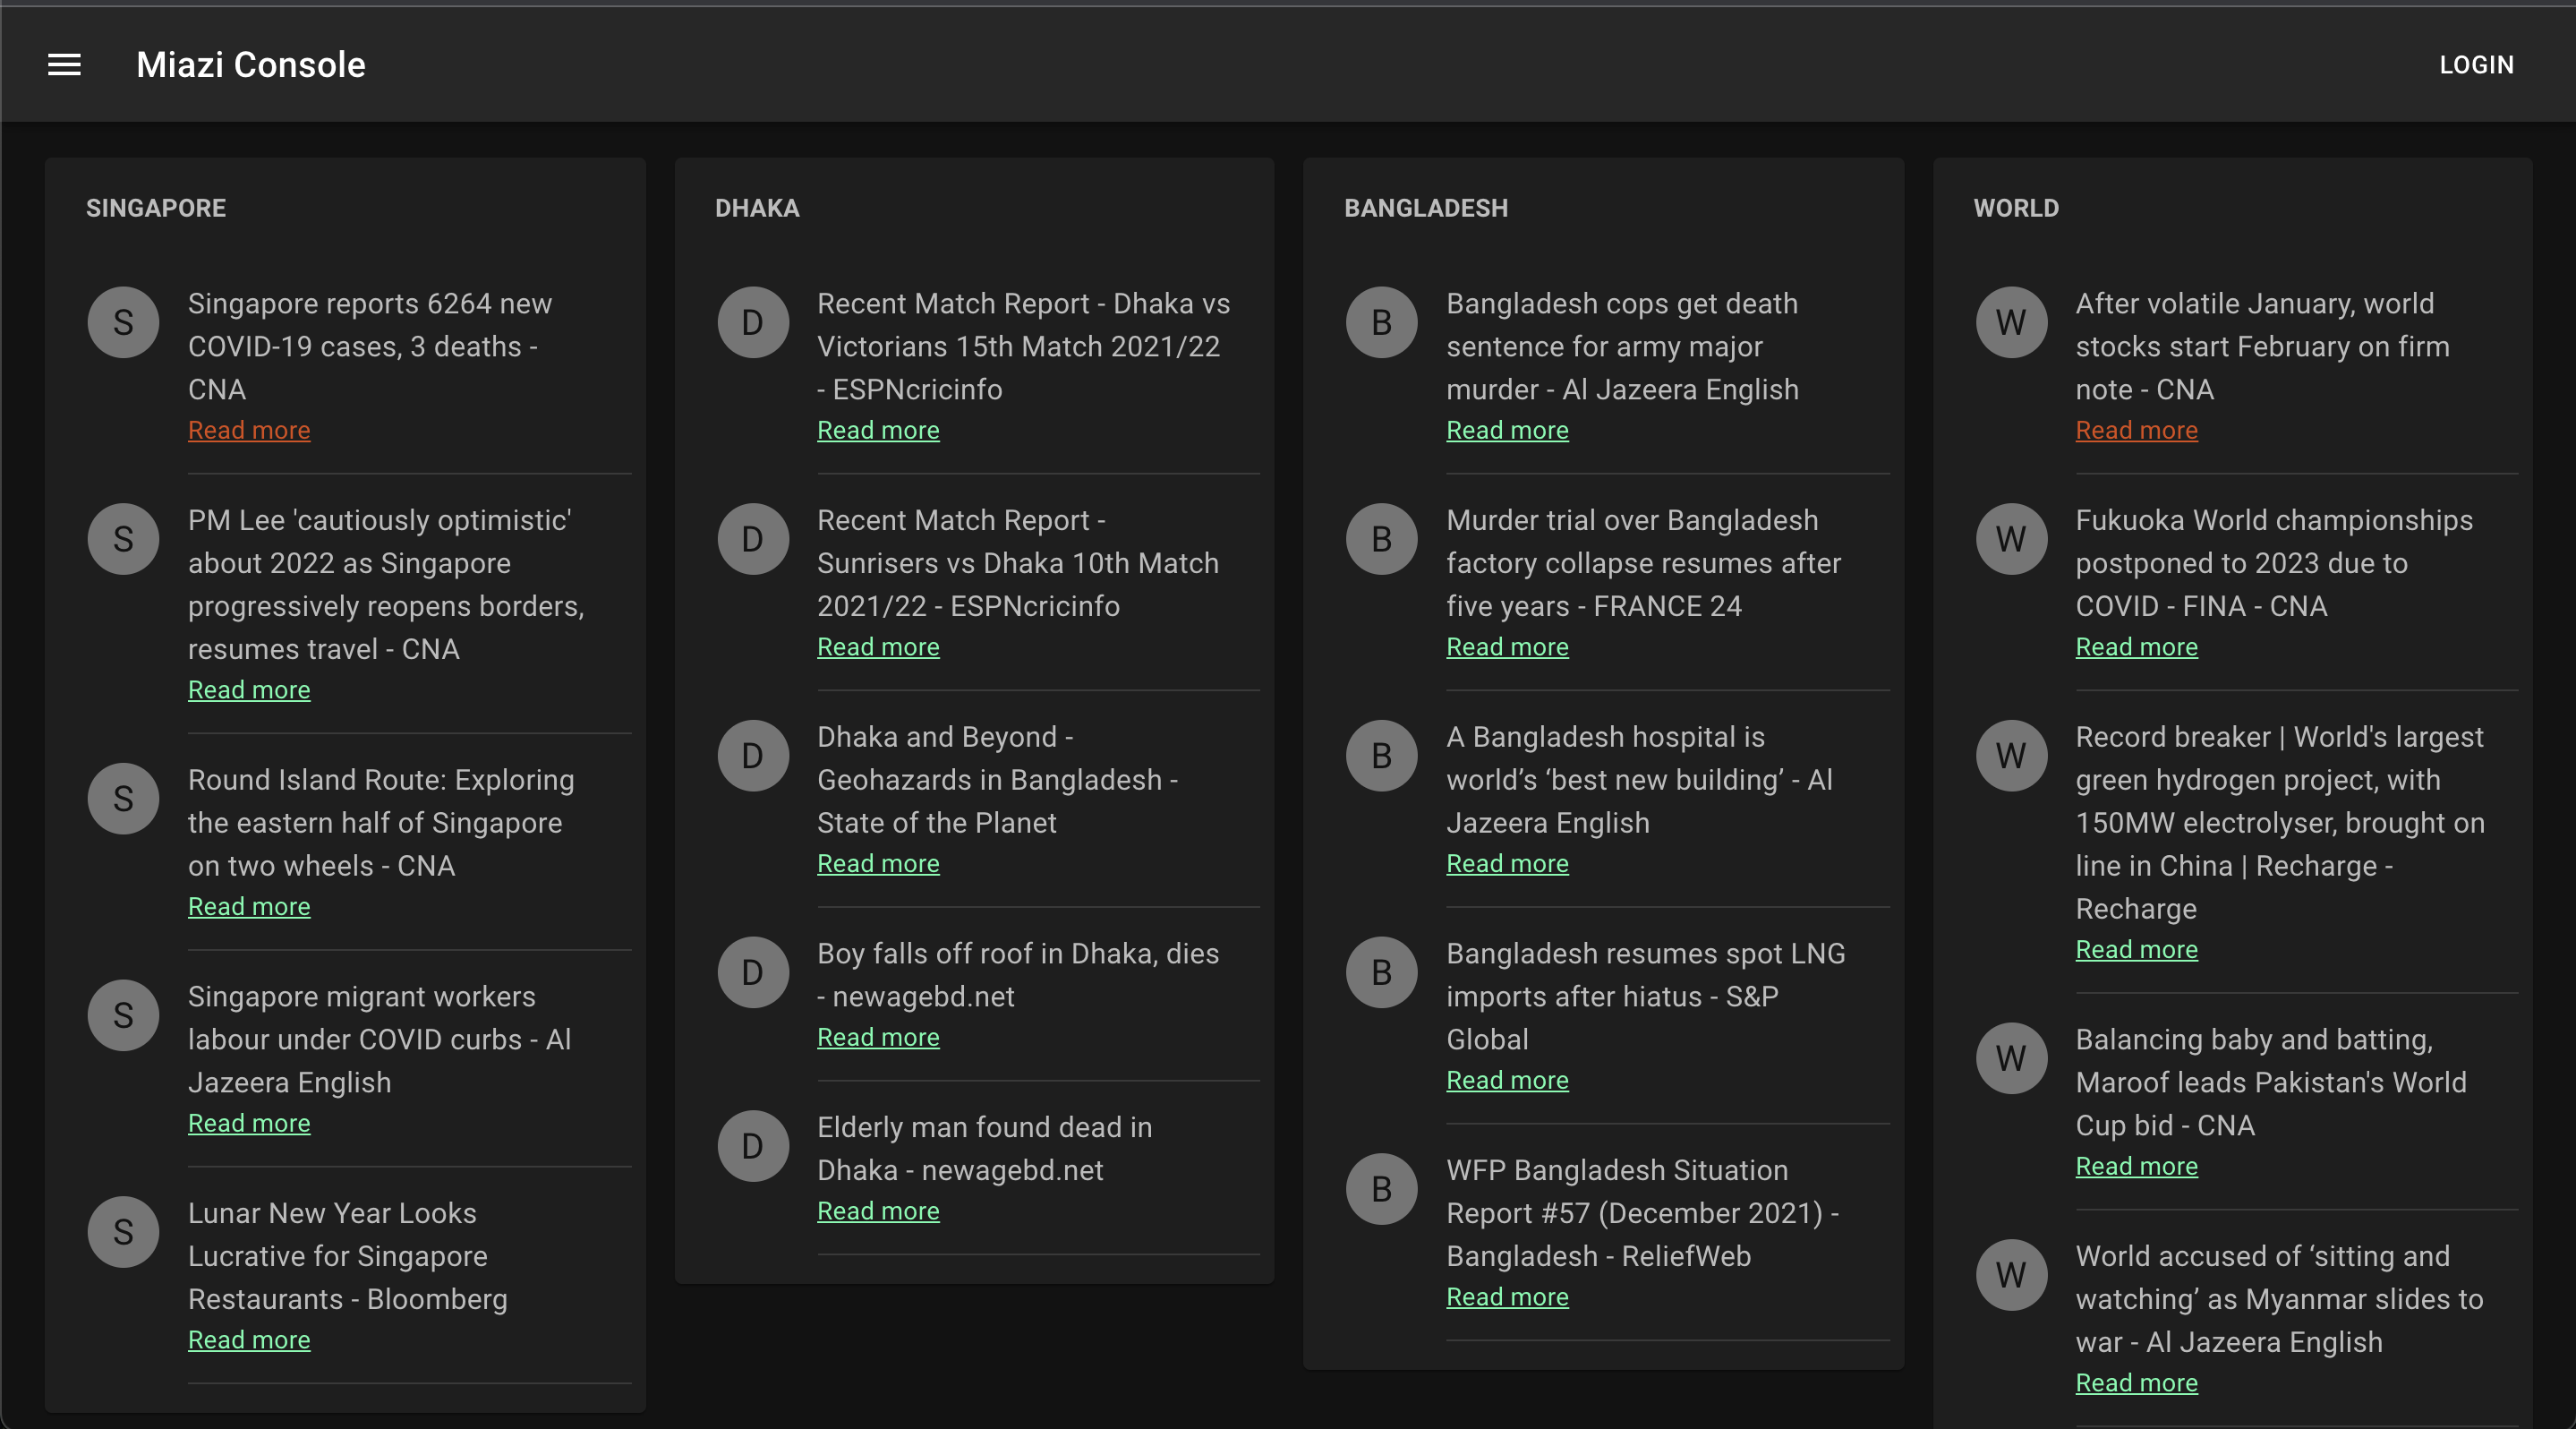 Miazi Console
LOGIN
SINGAPORE
S
Singapore reports 6264 new
COVID-19 cases, 3 deaths -
CNA
Read more
S
PM Lee 'cautiously optimistic'
about 2022 as Singapore
progressively reopens borders,
resumes travel - CNA
Read more
S
Round Island Route: Exploring
the eastern half of Singapore
on two wheels - CNA
Read more
S
Singapore migrant workers
labour under COVID curbs - Al
Jazeera English
Read more
S
Lunar New Year Looks
Lucrative for Singapore
Restaurants - Bloomberg
Read more
DHAKA
D
Recent Match Report - Dhaka vs
Victorians 15th Match 2021/22
- ESPNcricinfo
Read more
D
Recent Match Report -
Sunrisers vs Dhaka 10th Match
2021/22 - ESPNcricinfo
Read more
D
Dhaka and Beyond -
Geohazards in Bangladesh -
State of the Planet
Read more
D
Boy falls off roof in Dhaka, dies
- newagebd.net
Read more
D
Elderly man found dead in
Dhaka - newagebd.net
Read more
BANGLADESH
B
Bangladesh cops get death
sentence for army major
murder - Al Jazeera English
Read more
B
Murder trial over Bangladesh
factory collapse resumes after
five years - FRANCE 24
Read more
B
A Bangladesh hospital is
world’s ‘best new building’ - Al
Jazeera English
Read more
B
Bangladesh resumes spot LNG
imports after hiatus - S&P
Global
Read more
B
WFP Bangladesh Situation
Report #57 (December 2021) -
Bangladesh - ReliefWeb
Read more
WORLD
W
After volatile January, world
stocks start February on firm
note - CNA
Read more
W
Fukuoka World championships
postponed to 2023 due to
COVID - FINA - CNA
Read more
W
Record breaker | World's largest
green hydrogen project, with
150MW electrolyser, brought on
line in China | Recharge -
Recharge
Read more
W
Balancing baby and batting,
Maroof leads Pakistan's World
Cup bid - CNA
Read more
W
World accused of ‘sitting and
watching’ as Myanmar slides to
war - Al Jazeera English
Read more